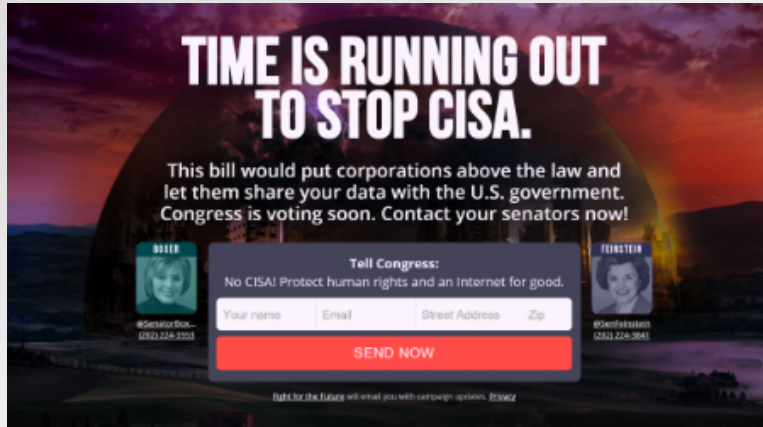 TIME IS RUNNING OUT
TO STOP CISA.
This bill would put corporations above the law and
let them share your data with the U.S. government.
Congress is voting soon. Contact your senators now!
BOXER
@SenatorBox...
(202) 224-3553
Tell Congress:
No CISA! Protect human rights and an Internet for good.
Your name Email Street Address Zip
SEND NOW
FEINSTEIN
@SenFeinstein
(202) 224-3841
Fight for the Future will email you with campaign updates. Privacy